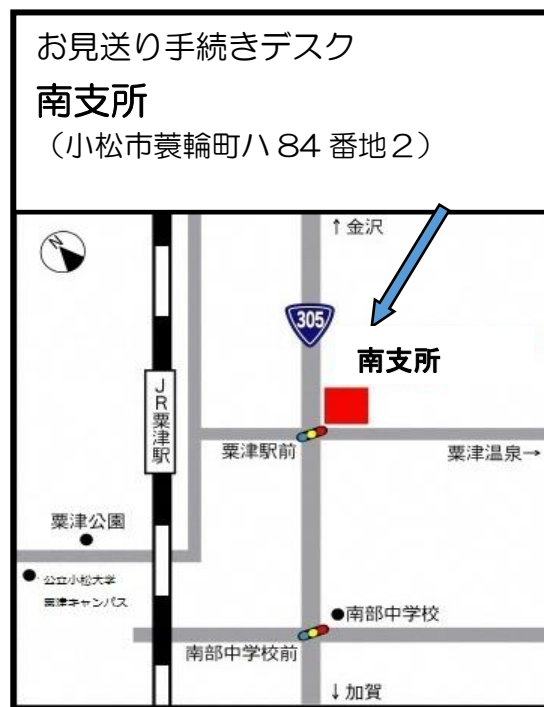 お見送り手続きデスク
南支所
（小松市蓑輪町ハ84番地２）
↑金沢
N
305
南支所
JR粟津駅
粟津駅前
粟津温泉→
粟津公園
公立小松大学
粟津キャンパス
南部中学校
南部中学校前
↓加賀